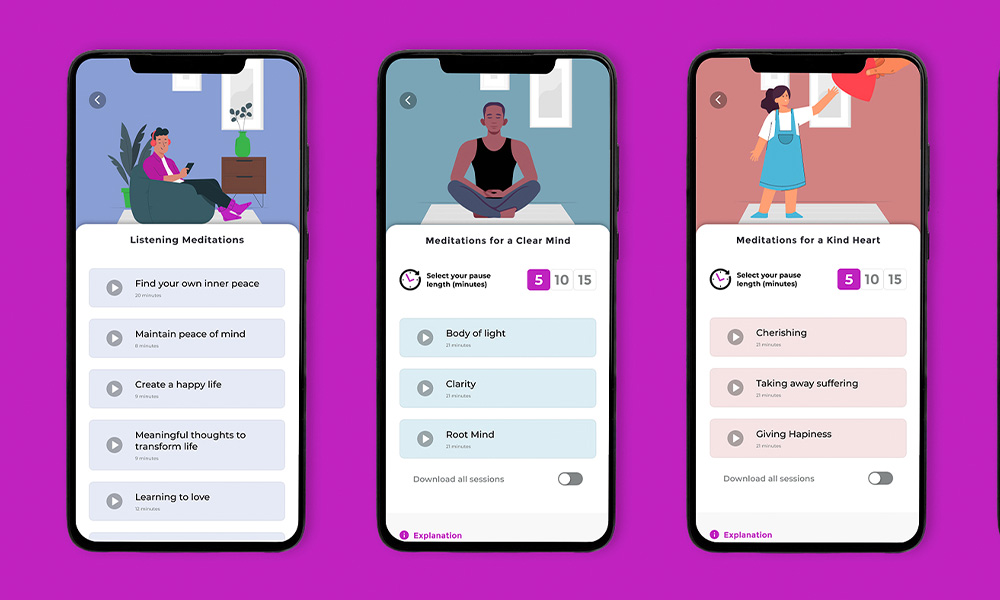 Listening Meditations
Find your own inner peace
20 minutes
Maintain peace of mind
8 minutes
Create a happy life
9 minutes
Meaningful thoughts to
transform life
9 minutes
Learning to love
12 minutes
Meditations for a Clear Mind
Select your pause
length (minutes)
5 10 15
Body of light
21 minutes
Clarity
21 minutes
Root Mind
21 minutes
Download all sessions
i Explanation
Meditations for a Kind Heart
Select your pause
length (minutes)
5 10 15
Cherishing
21 minutes
Taking away suffering
21 minutes
Giving Hapiness
21 minutes
Download all sessions
i Explanation